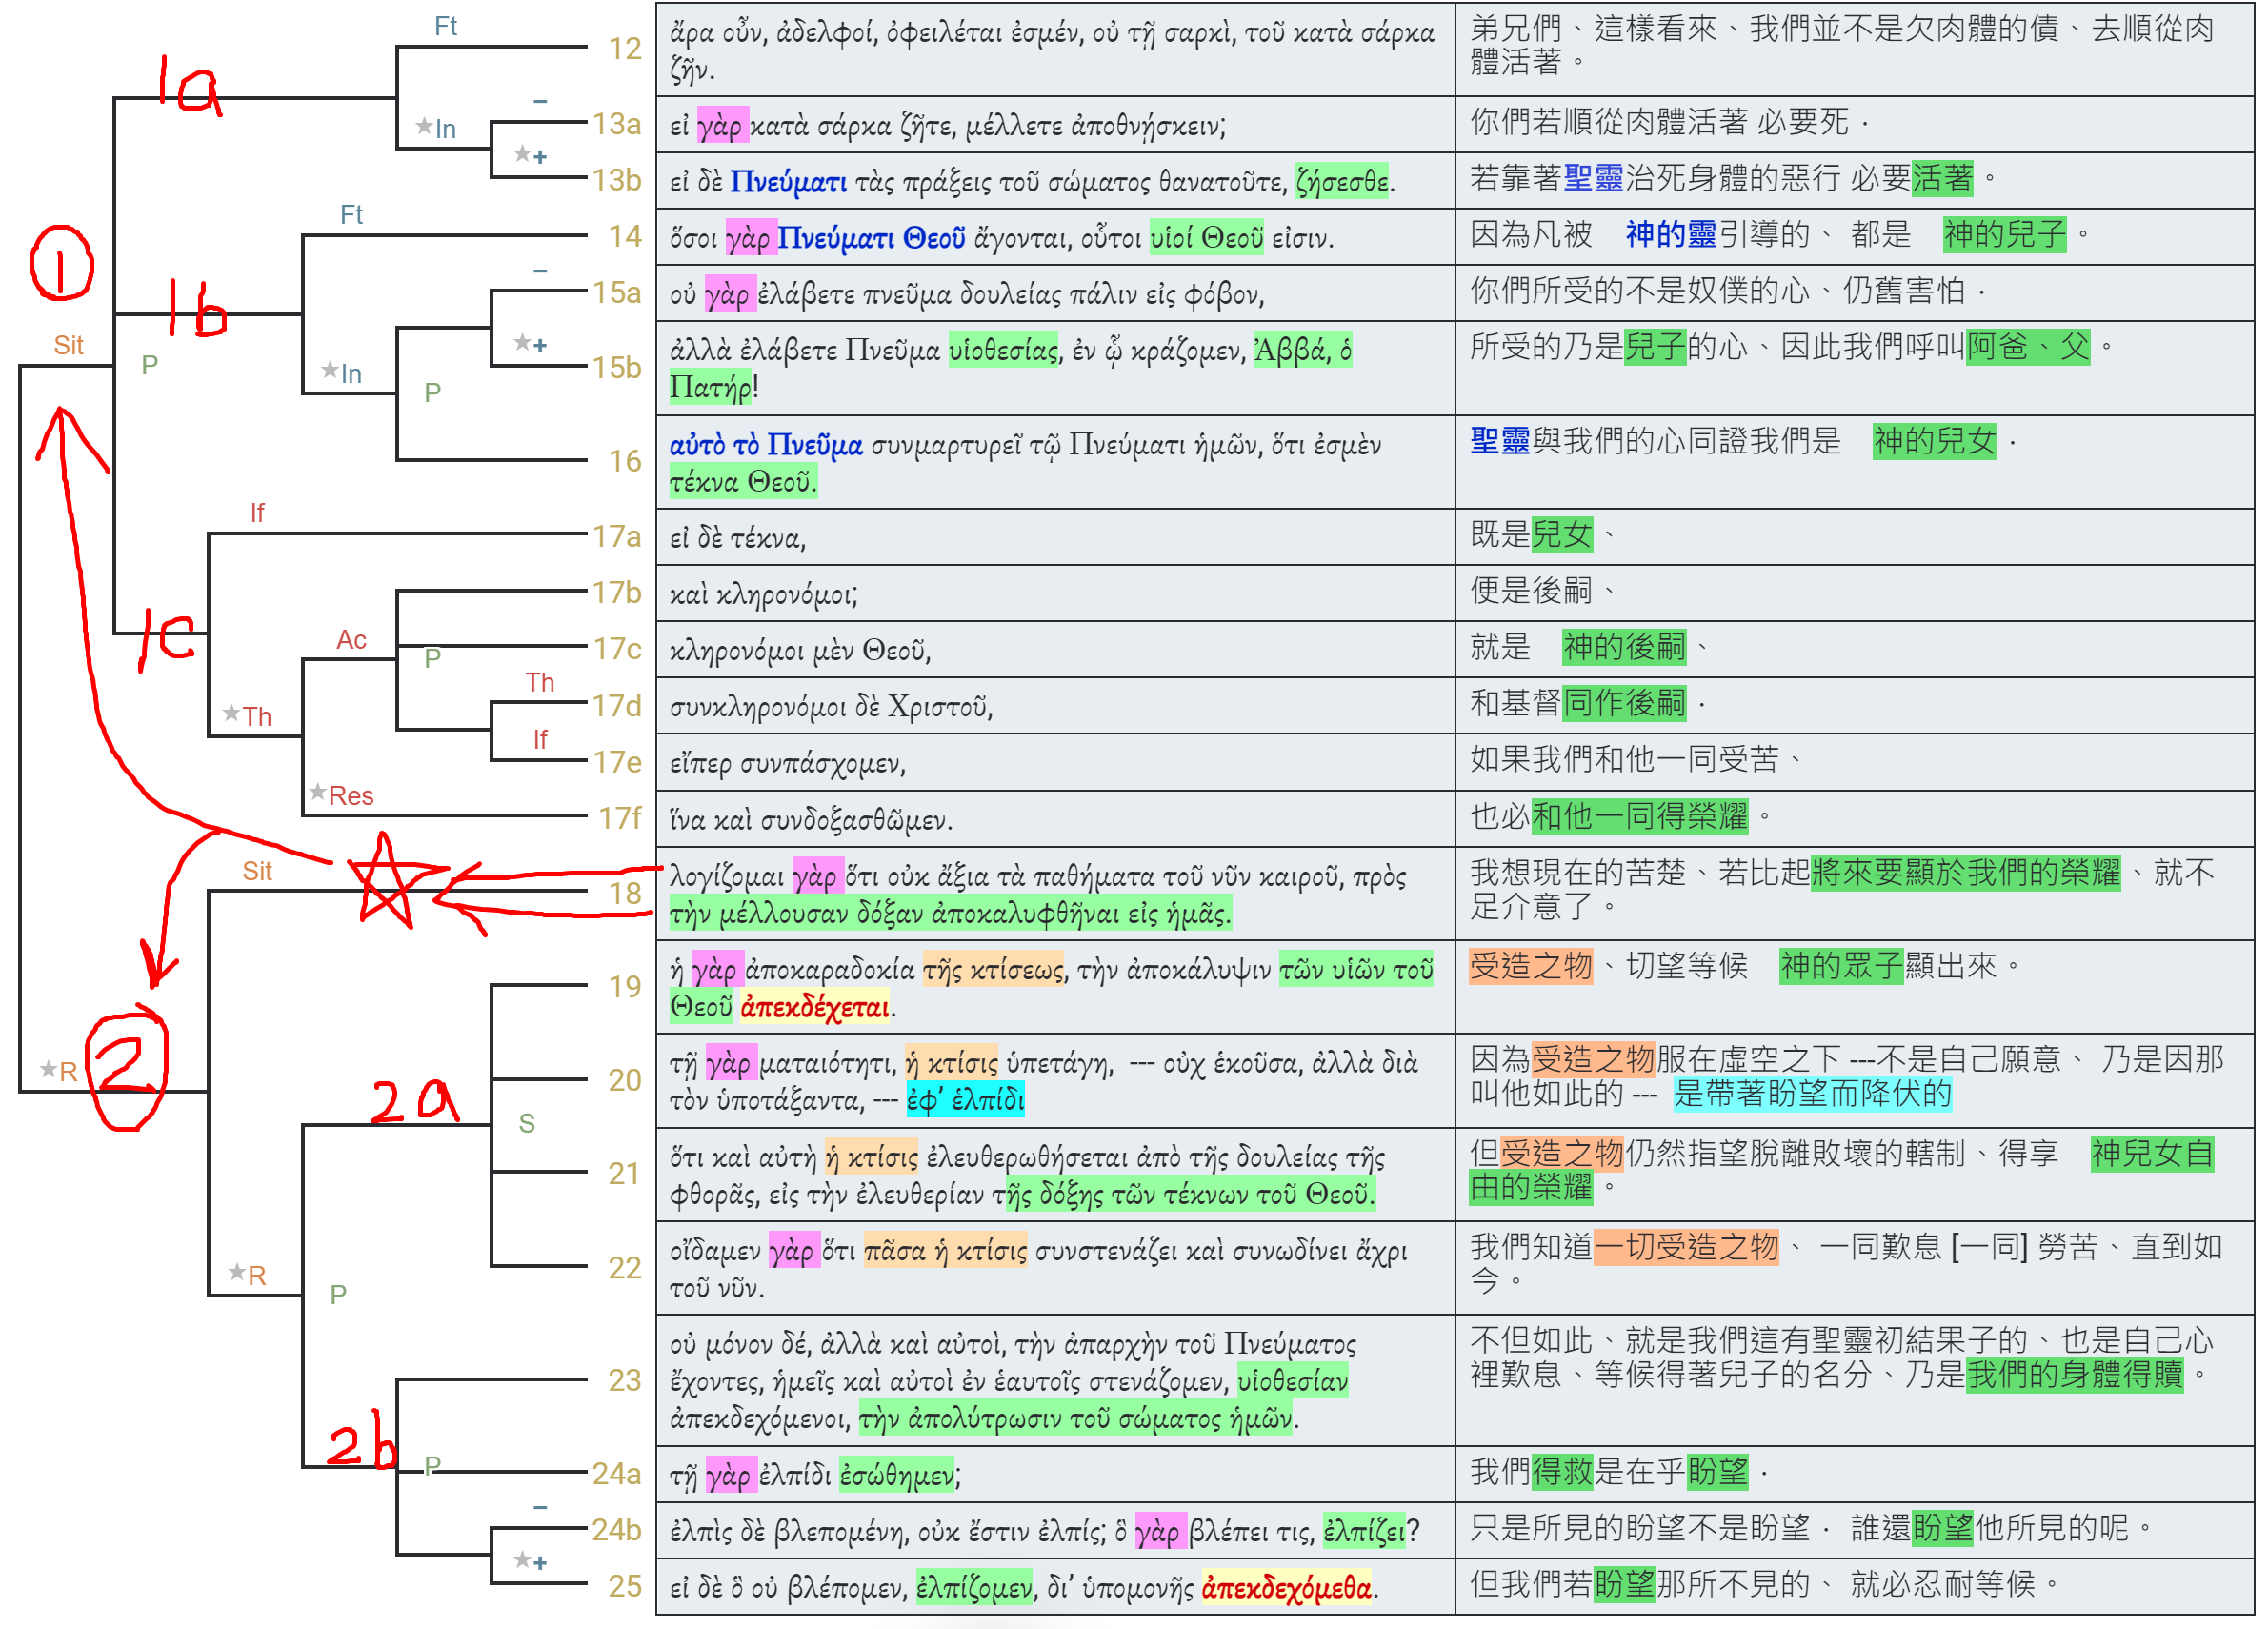 1a
Ft
12
ἄρα οὖν, ἀδελφοί, ὀφειλέται ἐσμέν, οὐ τῇ σαρκὶ, τοῦ κατὰ σάρκα
ζῆν.
弟兄們、這樣看來、我們並不是欠肉體的債、去順從肉
體活著。
★In
−
13a
εἰ γὰρ κατὰ σάρκα ζῆτε, μέλλετε ἀποθνῄσκειν;
你們若順從肉體活著 必要死．
★+
13b
εἰ δὲ Πνεύματι τὰς πράξεις τοῦ σώματος θανατοῦτε, ζήσεσθε.
若靠著聖靈治死身體的惡行 必要活著。
1
1b
Ft
14
ὅσοι γὰρ Πνεύματι Θεοῦ ἄγονται, οὗτοι υἱοί Θεοῦ εἰσιν.
因為凡被　神的靈引導的、 都是　神的兒子。
−
15a
οὐ γὰρ ἐλάβετε πνεῦμα δουλείας πάλιν εἰς φόβον,
你們所受的不是奴僕的心、仍舊害怕．
Sit
P
★In
P
★+
15b
ἀλλὰ ἐλάβετε Πνεῦμα υἱοθεσίας, ἐν ᾧ κράζομεν, Ἀββά, ὁ
Πατήρ!
所受的乃是兒子的心、因此我們呼叫阿爸、父。
16
αὐτὸ τὸ Πνεῦμα συνμαρτυρεῖ τῷ Πνεύματι ἡμῶν, ὅτι ἐσμὲν
τέκνα Θεοῦ.
聖靈與我們的心同證我們是　神的兒女．
1c
If
17a
εἰ δὲ τέκνα,
既是兒女、
17b
καὶ κληρονόμοι;
便是後嗣、
★Th
Ac
P
17c
κληρονόμοι μὲν Θεοῦ,
就是　神的後嗣、
Th
17d
συνκληρονόμοι δὲ Χριστοῦ,
和基督同作後嗣．
If
17e
εἴπερ συνπάσχομεν,
如果我們和他一同受苦、
★Res
17f
ἵνα καὶ συνδοξασθῶμεν.
也必和他一同得榮耀。
Sit
18
λογίζομαι γὰρ ὅτι οὐκ ἄξια τὰ παθήματα τοῦ νῦν καιροῦ, πρὸς
τὴν μέλλουσαν δόξαν ἀποκαλυφθῆναι εἰς ἡμᾶς.
我想現在的苦楚、若比起將來要顯於我們的榮耀、就不
足介意了。
19
ἡ γὰρ ἀποκαραδοκία τῆς κτίσεως, τὴν ἀποκάλυψιν τῶν υἱῶν τοῦ
Θεοῦ ἀπεκδέχεται.
受造之物、切望等候　神的眾子顯出來。
★R
2
2a
20
τῇ γὰρ ματαιότητι, ἡ κτίσις ὑπετάγη, --- οὐχ ἑκοῦσα, ἀλλὰ διὰ
τὸν ὑποτάξαντα, --- ἐφ’ ἑλπίδι
因為受造之物服在虛空之下 ---不是自己願意、 乃是因那
叫他如此的 --- 是帶著盼望而降伏的
S
21
ὅτι καὶ αὐτὴ ἡ κτίσις ἐλευθερωθήσεται ἀπὸ τῆς δουλείας τῆς
φθορᾶς, εἰς τὴν ἐλευθερίαν τῆς δόξης τῶν τέκνων τοῦ Θεοῦ.
但受造之物仍然指望脫離敗壞的轄制、得享　神兒女自
由的榮耀。
★R
P
22
οἴδαμεν γὰρ ὅτι πᾶσα ἡ κτίσις συνστενάζει καὶ συνωδίνει ἄχρι
τοῦ νῦν.
我們知道一切受造之物、 一同歎息 [一同] 勞苦、直到如
今。
2b
23
οὐ μόνον δέ, ἀλλὰ καὶ αὐτοὶ, τὴν ἀπαρχὴν τοῦ Πνεύματος
ἔχοντες, ἡμεῖς καὶ αὐτοὶ ἐν ἑαυτοῖς στενάζομεν, υἱοθεσίαν
ἀπεκδεχόμενοι, τὴν ἀπολύτρωσιν τοῦ σώματος ἡμῶν.
不但如此、就是我們這有聖靈初結果子的、也是自己心
裡歎息、等候得著兒子的名分、乃是我們的身體得贖。
P
24a
τῇ γὰρ ἐλπίδι ἐσώθημεν;
我們得救是在乎盼望．
−
24b
ἐλπὶς δὲ βλεπομένη, οὐκ ἔστιν ἐλπίς; ὃ γὰρ βλέπει τις, ἐλπίζει?
只是所見的盼望不是盼望． 誰還盼望他所見的呢。
★+
25
εἰ δὲ ὃ οὐ βλέπομεν, ἐλπίζομεν, δι’ ὑπομονῆς ἀπεκδεχόμεθα.
但我們若盼望那所不見的、 就必忍耐等候。